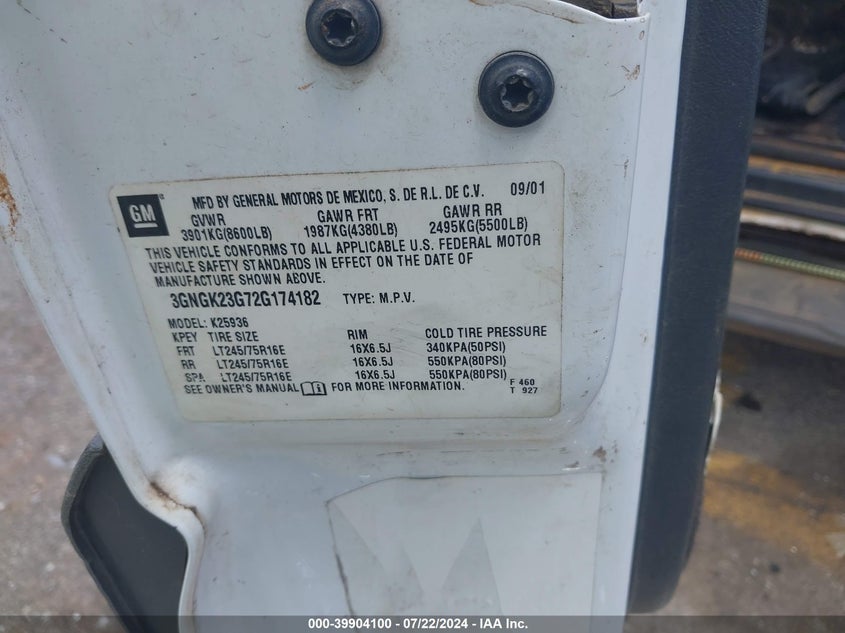 GM
MFD BY GENERAL MOTORS DE MEXICO, S. DE R.L. DE C.V. 09/01
GVWR GAWR FRT GAWR RR
3901KG(8600LB) 1987KG(4380LB) 2495KG(5500LB)
THIS VEHICLE CONFORMS TO ALL APPLICABLE U.S. FEDERAL MOTOR
VEHICLE SAFETY STANDARDS IN EFFECT ON THE DATE OF
MANUFACTURE SHOWN ABOVE.
3GNGK23G72G174182 TYPE: M.P.V.
MODEL: K25936
KPEY TIRE SIZE RIM COLD TIRE PRESSURE
FRT LT245/75R16E 16X6.5J 340KPA(50PSI)
RR LT245/75R16E 16X6.5J 550KPA(80PSI)
SPA LT245/75R16E 16X6.5J 550KPA(80PSI)
SEE OWNER'S MANUAL FOR MORE INFORMATION.
F 460
T 927
000-39904100 - 07/22/2024 - IAA Inc.